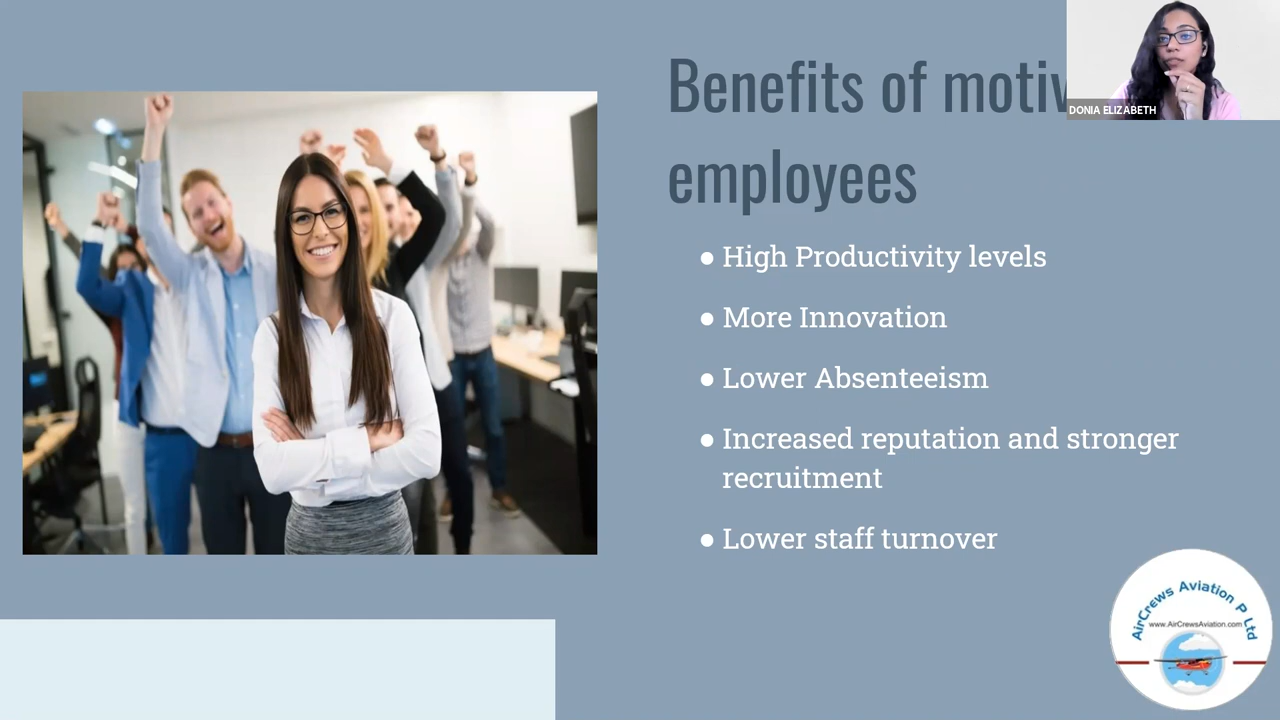 Benefits of motiv
employees
● High Productivity levels
● More Innovation
● Lower Absenteeism
● Increased reputation and stronger
recruitment
● Lower staff turnover
DONIA ELIZABETH
AirCrews Aviation P Ltd
www.AirCrewsAviation.com